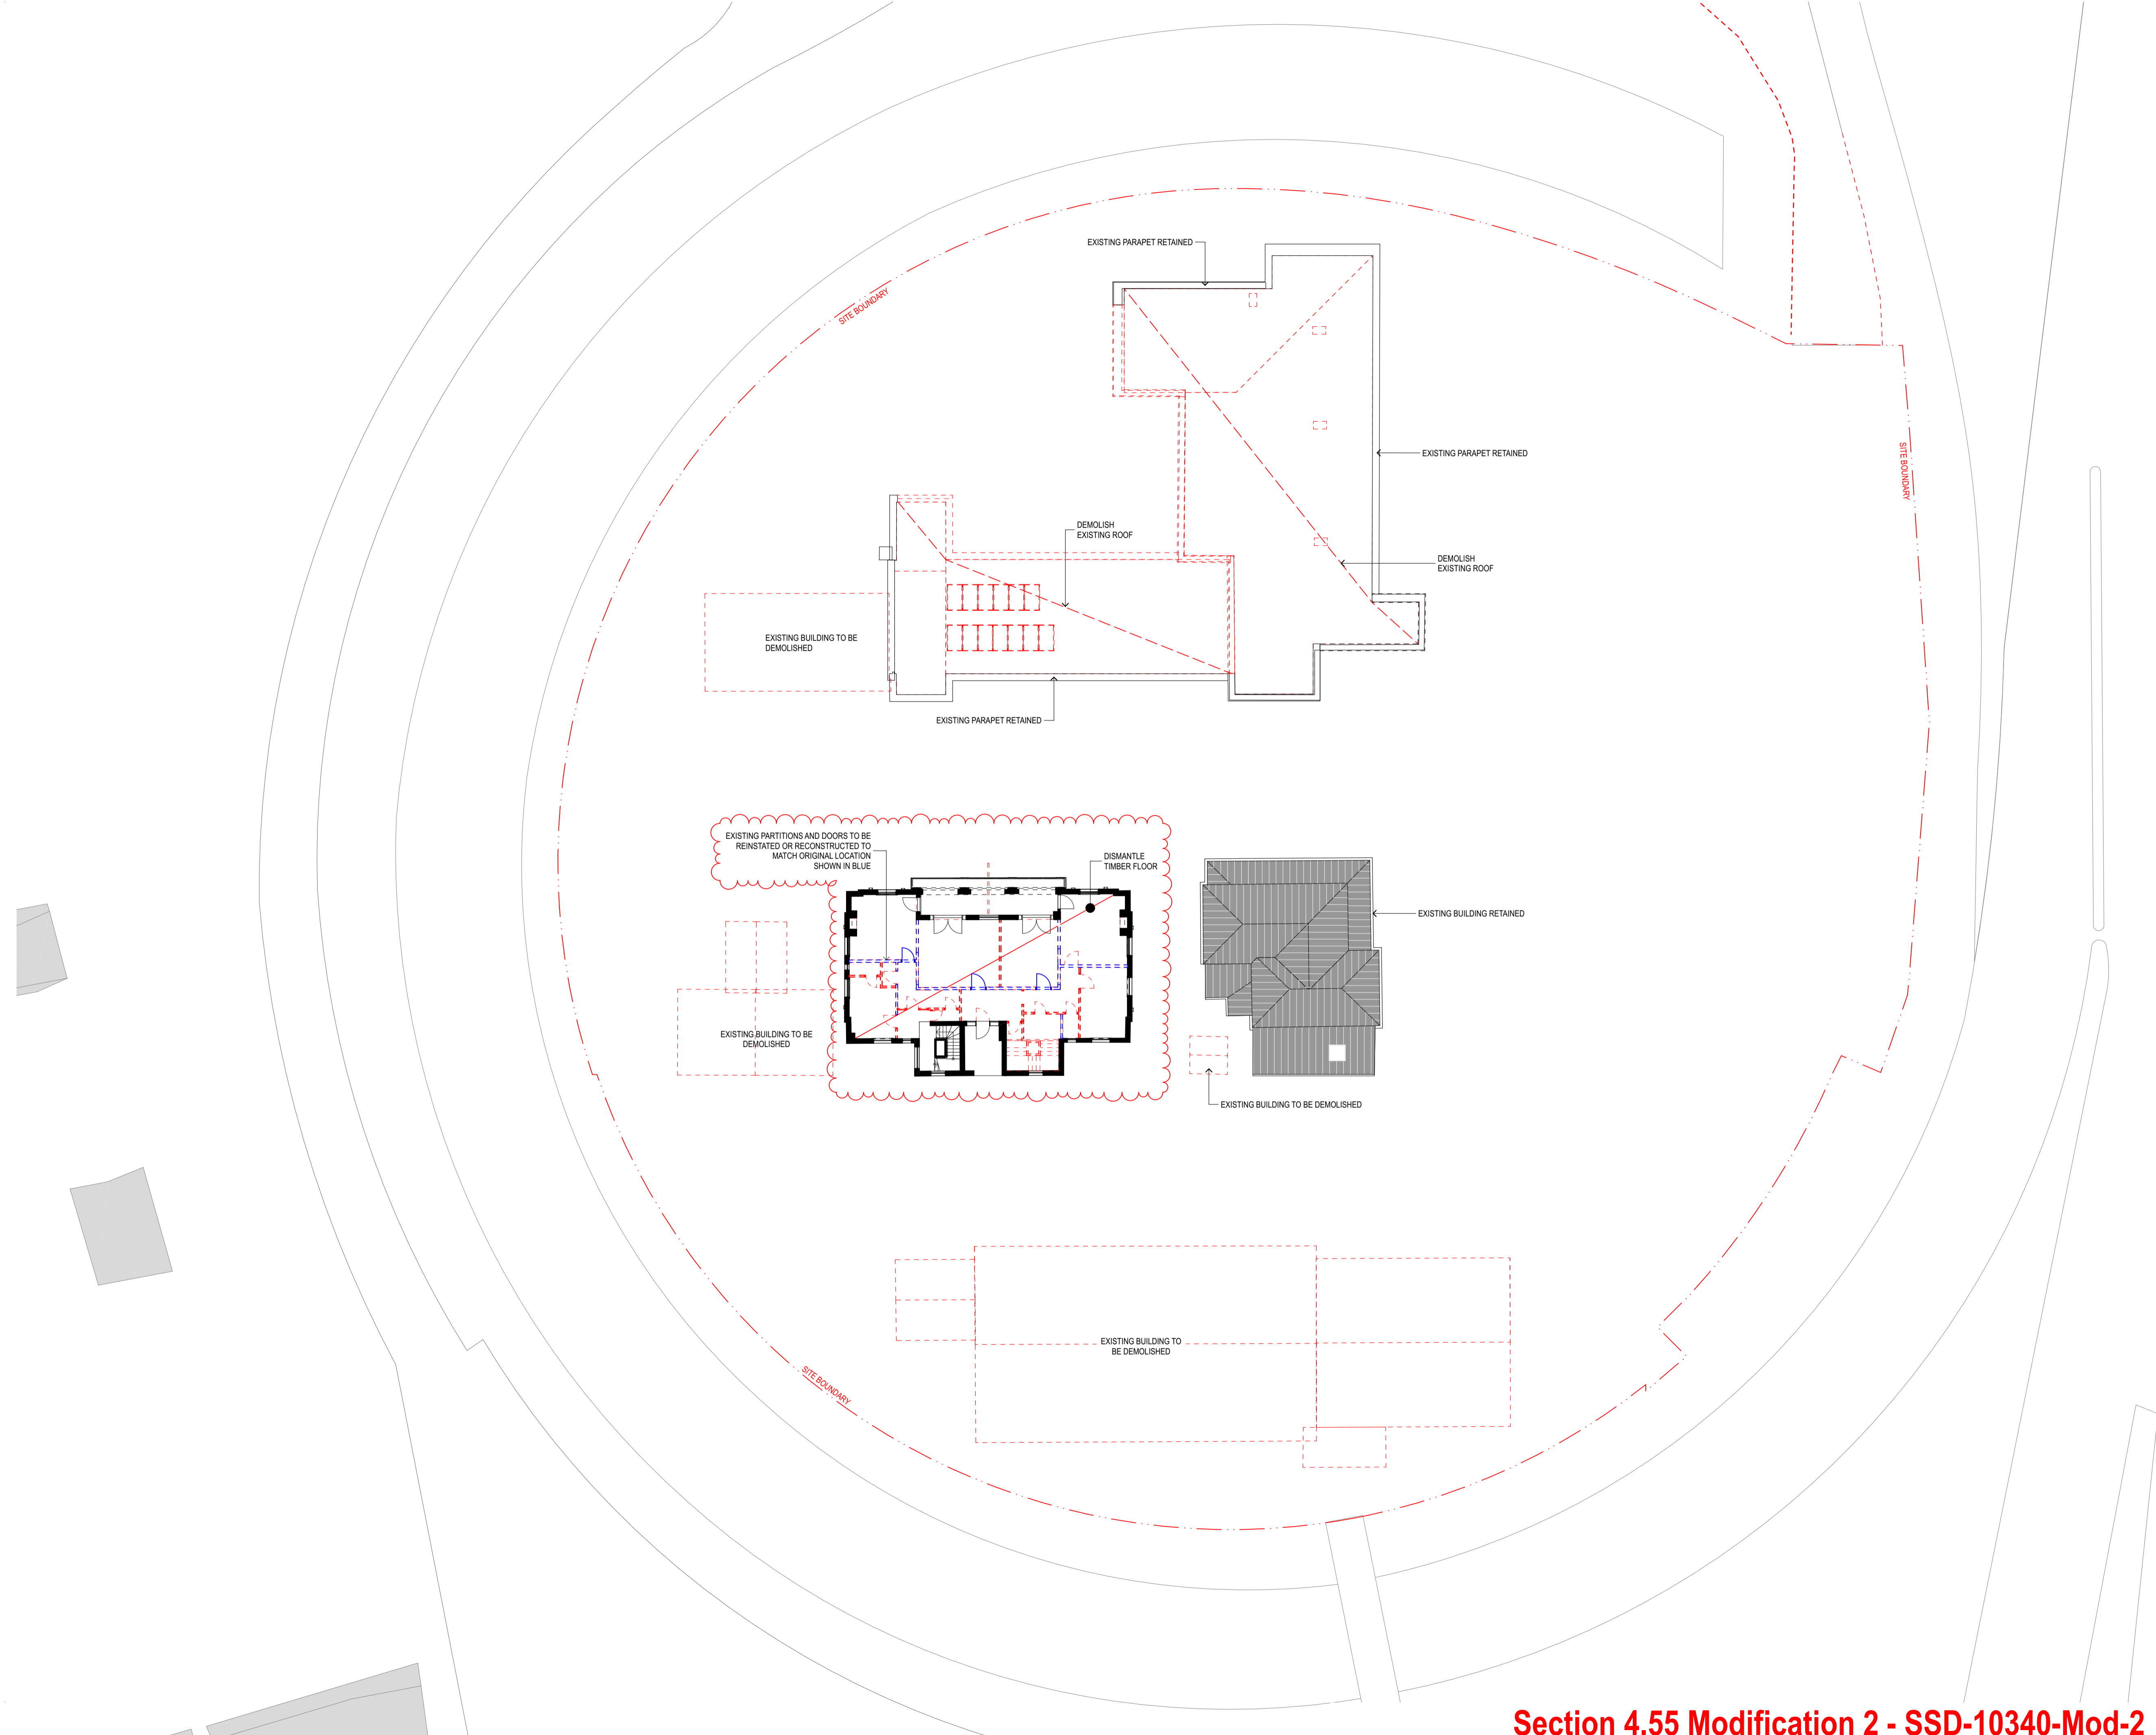 EXISTING PARAPET RETAINED
SITE BOUNDARY
EXISTING PARAPET RETAINED
SITE BOUNDARY
DEMOLISH
EXISTING ROOF
DEMOLISH
EXISTING ROOF
EXISTING BUILDING TO BE
DEMOLISHED
EXISTING PARAPET RETAINED
EXISTING PARTITIONS AND DOORS TO BE
REINSTATED OR RECONSTRUCTED TO
MATCH ORIGINAL LOCATION
SHOWN IN BLUE
DISMANTLE
TIMBER FLOOR
EXISTING BUILDING RETAINED
EXISTING BUILDING TO BE
DEMOLISHED
EXISTING BUILDING TO BE DEMOLISHED
EXISTING BUILDING TO
BE DEMOLISHED
SITE BOUNDARY
Section 4.55 Modification 2 - SSD-10340-Mod-2